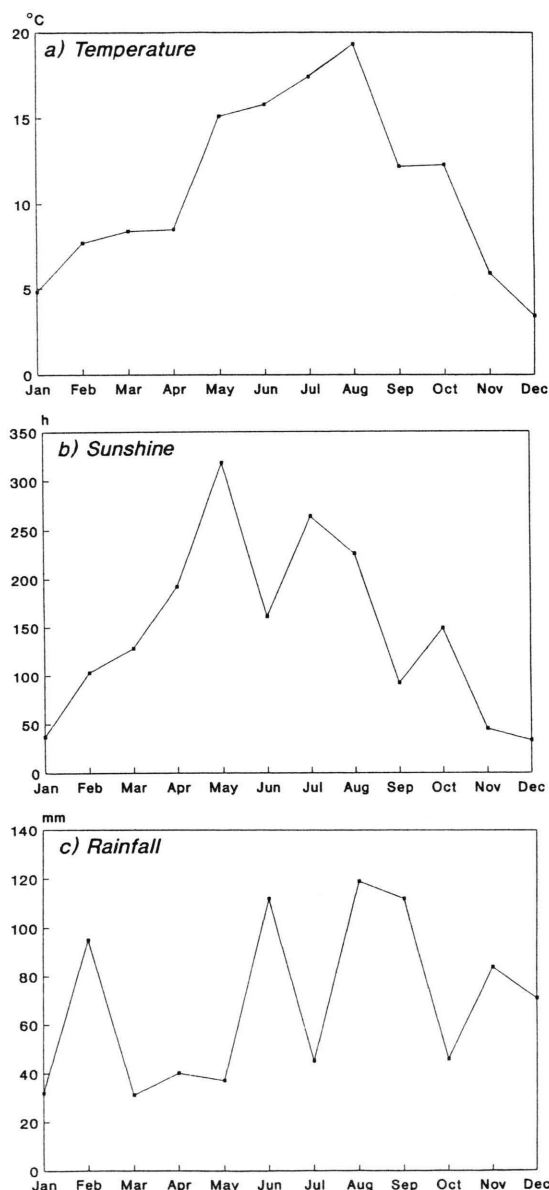 °C
a) Temperature
20
15
10
5
0
Jan Feb Mar Apr May Jun Jul Aug Sep Oct Nov Dec
h
b) Sunshine
350
300
250
200
150
100
50
0
Jan Feb Mar Apr May Jun Jul Aug Sep Oct Nov Dec
mm
c) Rainfall
140
120
100
80
60
40
20
0
Jan Feb Mar Apr May Jun Jul Aug Sep Oct Nov Dec